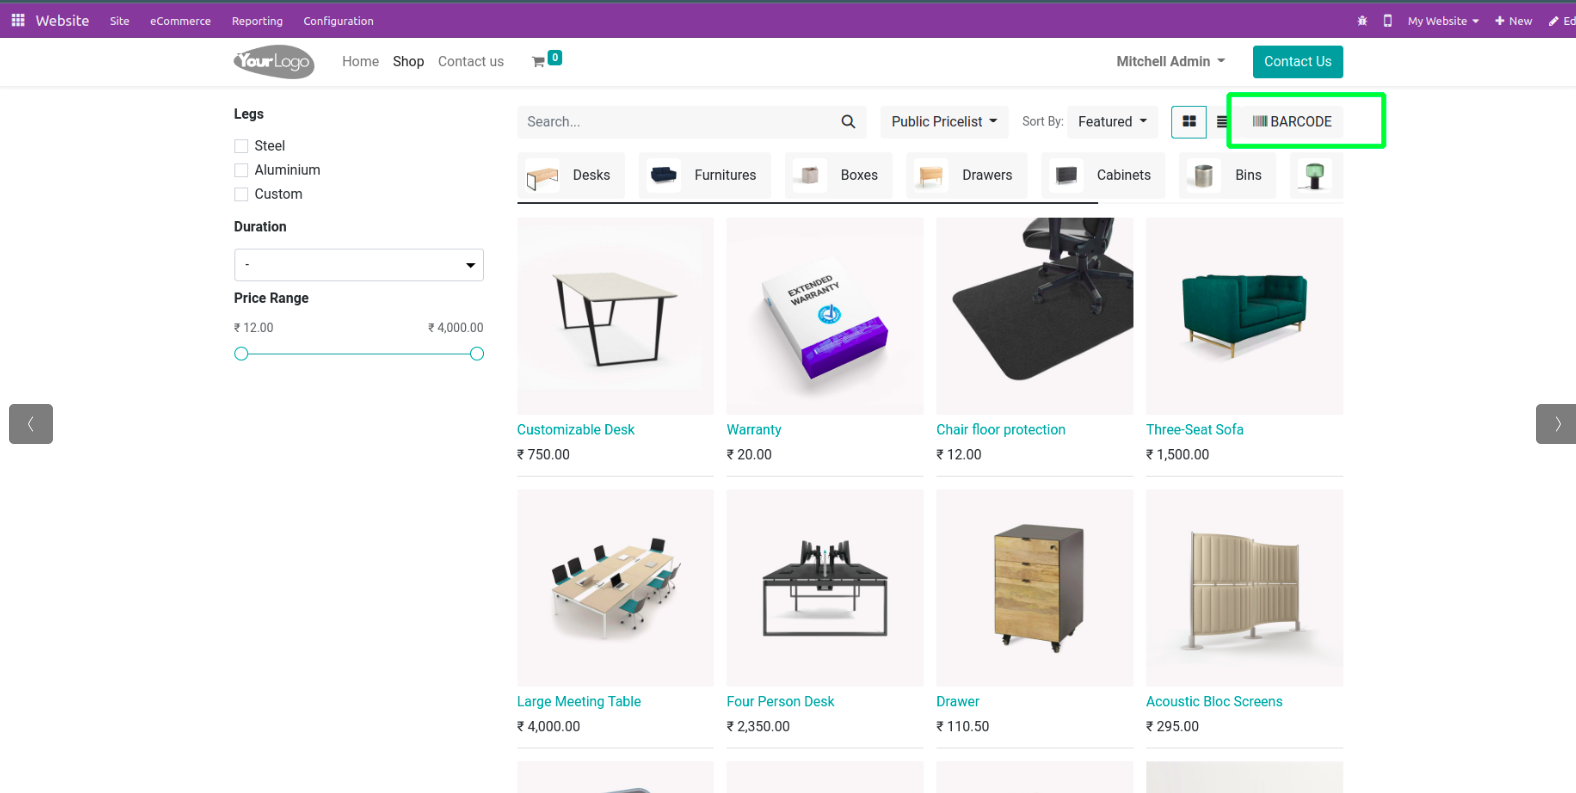 Website Site eCommerce Reporting Configuration My Website + New Ed
YourLogo Home Shop Contact us 0 Mitchell Admin Contact Us
Legs
Steel
Aluminium
Custom
Duration
-
Price Range
₹ 12.00 ₹ 4,000.00
Search... Public Pricelist Sort By: Featured BARCODE
Desks Furnitures Boxes Drawers Cabinets Bins
EXTENDED
WARRANTY
Customizable Desk Warranty Chair floor protection Three-Seat Sofa
₹ 750.00 ₹ 20.00 ₹ 12.00 ₹ 1,500.00
Large Meeting Table Four Person Desk Drawer Acoustic Bloc Screens
₹ 4,000.00 ₹ 2,350.00 ₹ 110.50 ₹ 295.00